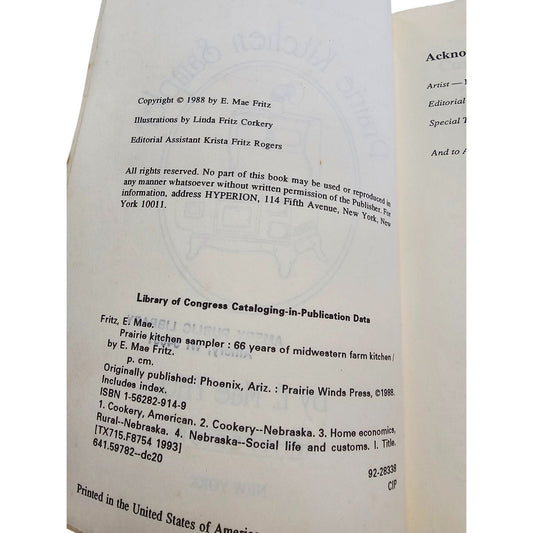 Copyright © 1988 by E. Mae Fritz
Illustrations by Linda Fritz Corkery
Editorial Assistant Krista Fritz Rogers
All rights reserved. No part of this book may be used or reproduced in
any manner whatsoever without written permission of the Publisher. For
information, address HYPERION, 114 Fifth Avenue, New York, New
York 10011.
Library of Congress Cataloging-in-Publication Data
Fritz, E. Mae.
Prairie kitchen sampler : 66 years of midwestern farm kitchen /
by E. Mae Fritz.
p. cm.
Originally published: Phoenix, Ariz. : Prairie Winds Press, ©1988.
Includes index.
ISBN 1-56282-914-9
1. Cookery, American. 2. Cookery--Nebraska. 3. Home economics,
Rural--Nebraska. 4. Nebraska--Social life and customs. I. Title.
[TX715.F8754 1993]
641.59782--dc20
92-28338
CIP
Printed in the United States of Americ
Ackno
Artist—
Editorial
Special T
And to A